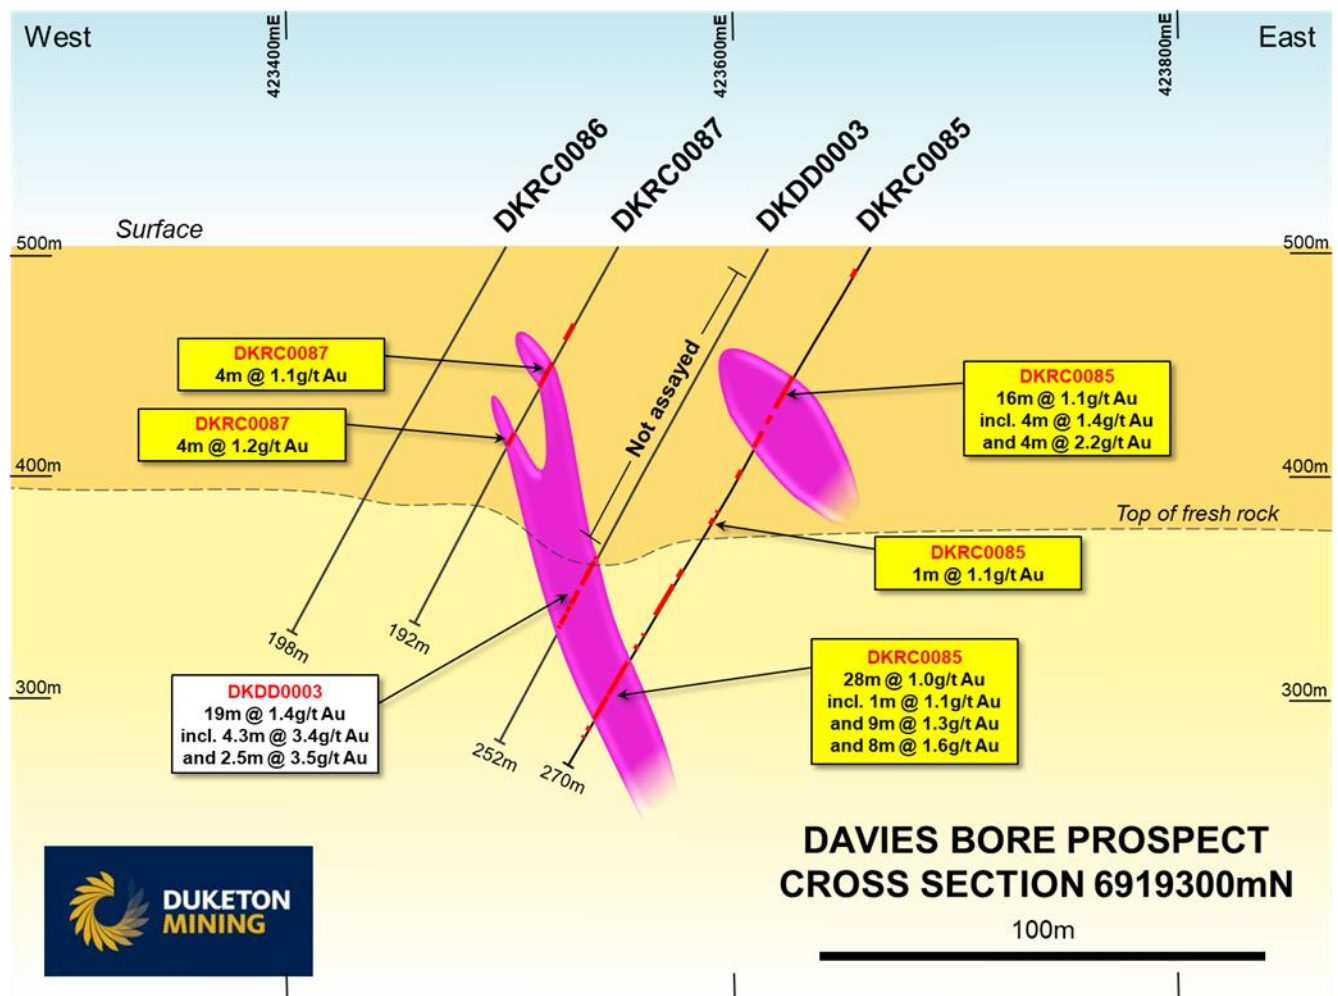 West
East
423400mE
423600mE
423800mE
DKRC0086
DKRC0087
DKDD0003
DKRC0085
Surface
500m
500m
Not assayed
DKRC0087
4m @ 1.1g/t Au
DKRC0085
16m @ 1.1g/t Au
incl. 4m @ 1.4g/t Au
and 4m @ 2.2g/t Au
DKRC0087
4m @ 1.2g/t Au
400m
400m
Top of fresh rock
DKRC0085
1m @ 1.1g/t Au
198m
192m
DKRC0085
28m @ 1.0g/t Au
incl. 1m @ 1.1g/t Au
and 9m @ 1.3g/t Au
and 8m @ 1.6g/t Au
300m
300m
DKDD0003
19m @ 1.4g/t Au
incl. 4.3m @ 3.4g/t Au
and 2.5m @ 3.5g/t Au
252m
270m
DAVIES BORE PROSPECT
CROSS SECTION 6919300mN
100m
DUKETON
MINING